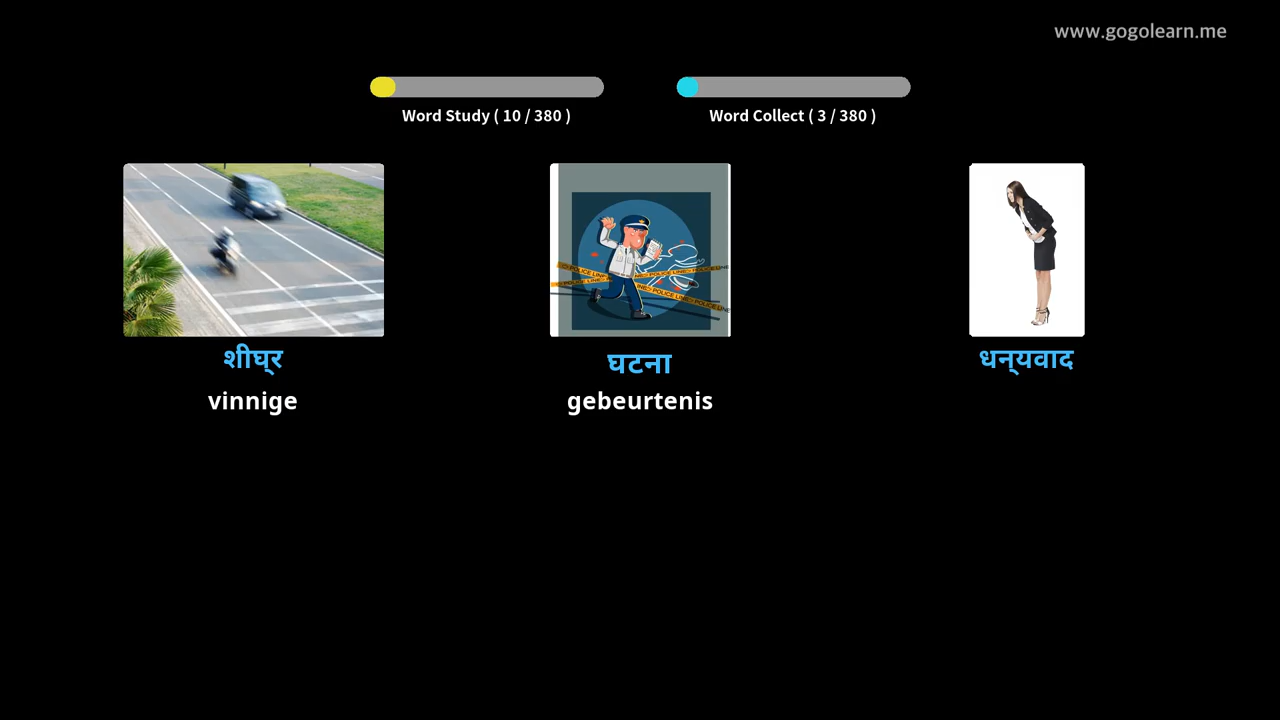 www.gogolearn.me
Word Study ( 10 / 380 )
Word Collect ( 3 / 380 )
शीघ्र
घटना
धन्यवाद
vinnige
gebeurtenis